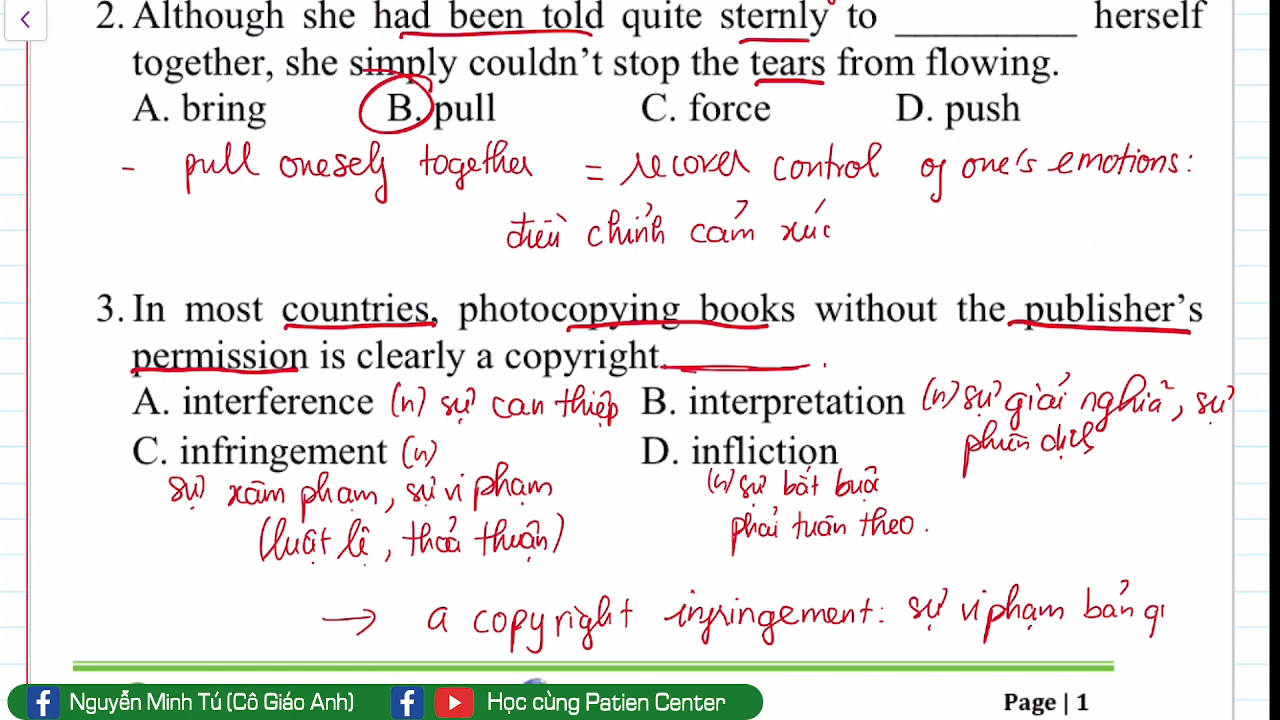 2. Although she had been told quite sternly to __________ herself
together, she simply couldn’t stop the tears from flowing.
A. bring B. pull C. force D. push
- pull onesely together = recover control of one's emotions:
điều chỉnh cảm xúc
3. In most countries, photocopying books without the publisher’s
permission is clearly a copyright ______.
A. interference (n) sự can thiệp B. interpretation (n) sự giải nghĩa, sự
phiên dịch
C. infringement (n) D. infliction
sự xâm phạm, sự vi phạm (n) sự bắt buộc
(luật lệ, thoả thuận) phải tuân theo.
→ a copyright infringement: sự vi phạm bản
Nguyễn Minh Tú (Cô Giáo Anh) Học cùng Patien Center Page | 1